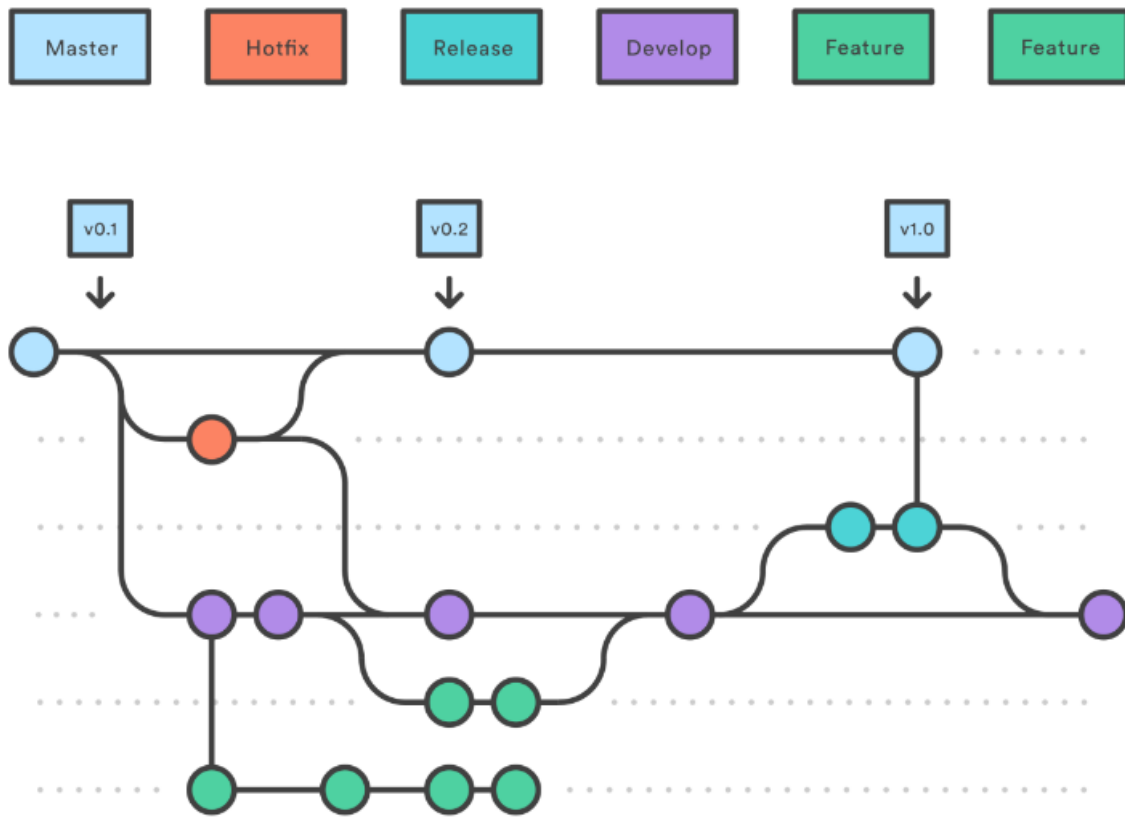 Master
Hotfix
Release
Develop
Feature
Feature
v0.1
v0.2
v1.0